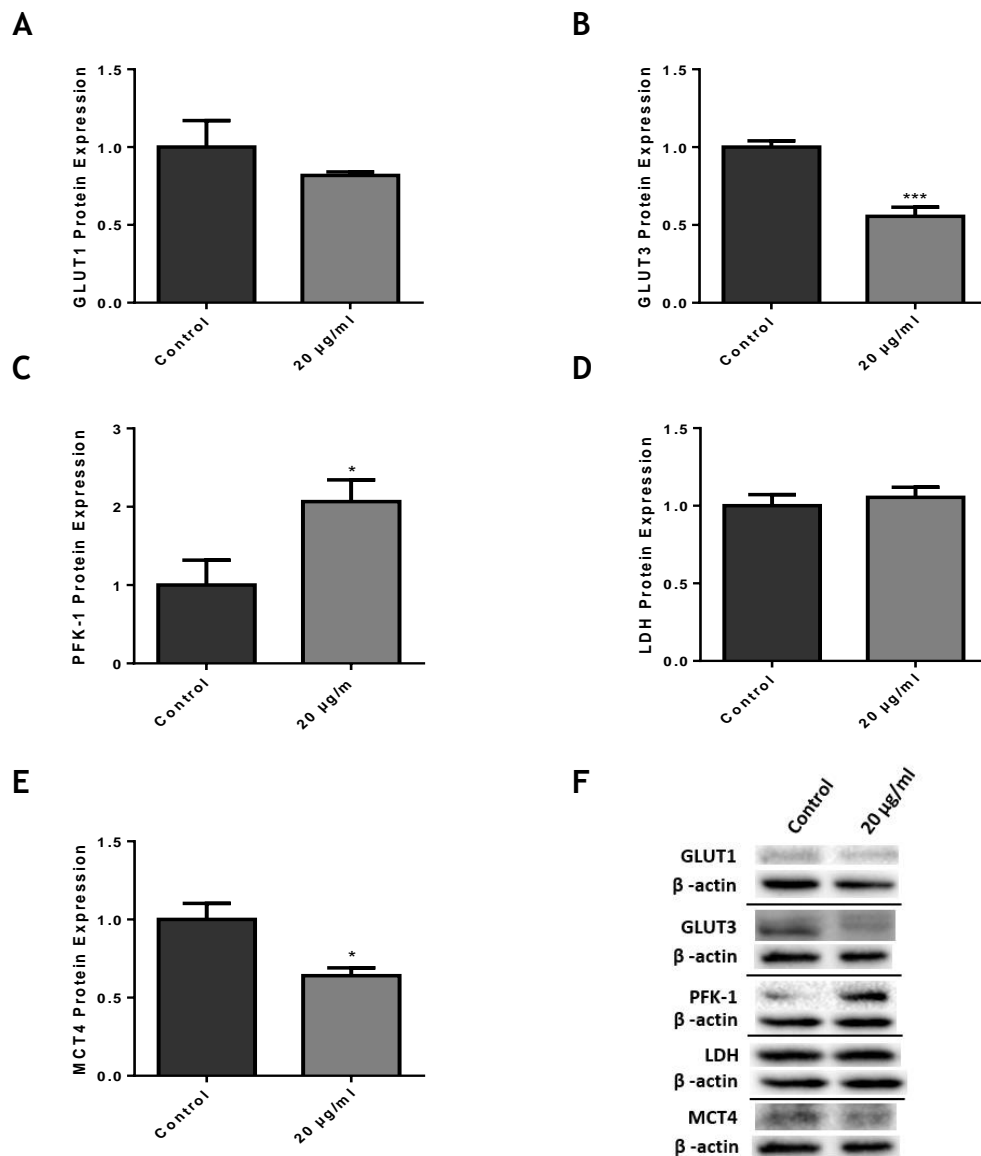 A
GLUT1 Protein Expression
1.5
1.0
0.5
0.0
Control
20 µg/ml
B
GLUT3 Protein Expression
1.5
1.0
0.5
0.0
***
Control
20 µg/ml
C
PFK-1 Protein Expression
3
2
1
0
*
Control
20 µg/m
D
LDH Protein Expression
1.5
1.0
0.5
0.0
Control
20 µg/ml
E
MCT4 Protein Expression
1.5
1.0
0.5
0.0
*
Control
20 µg/ml
F
Control
20 µg/ml
GLUT1
β -actin
GLUT3
β -actin
PFK-1
β -actin
LDH
β -actin
MCT4
β -actin